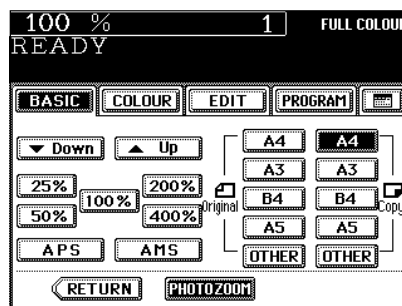 100 % 1 FULL COLOUR
READY
BASIC COLOUR EDIT PROGRAM
Down Up
25% 100% 200%
50% 400%
APS AMS
Original
A4 A4
A3 A3
B4 B4
A5 A5
OTHER OTHER
Copy
RETURN PHOTOZOOM